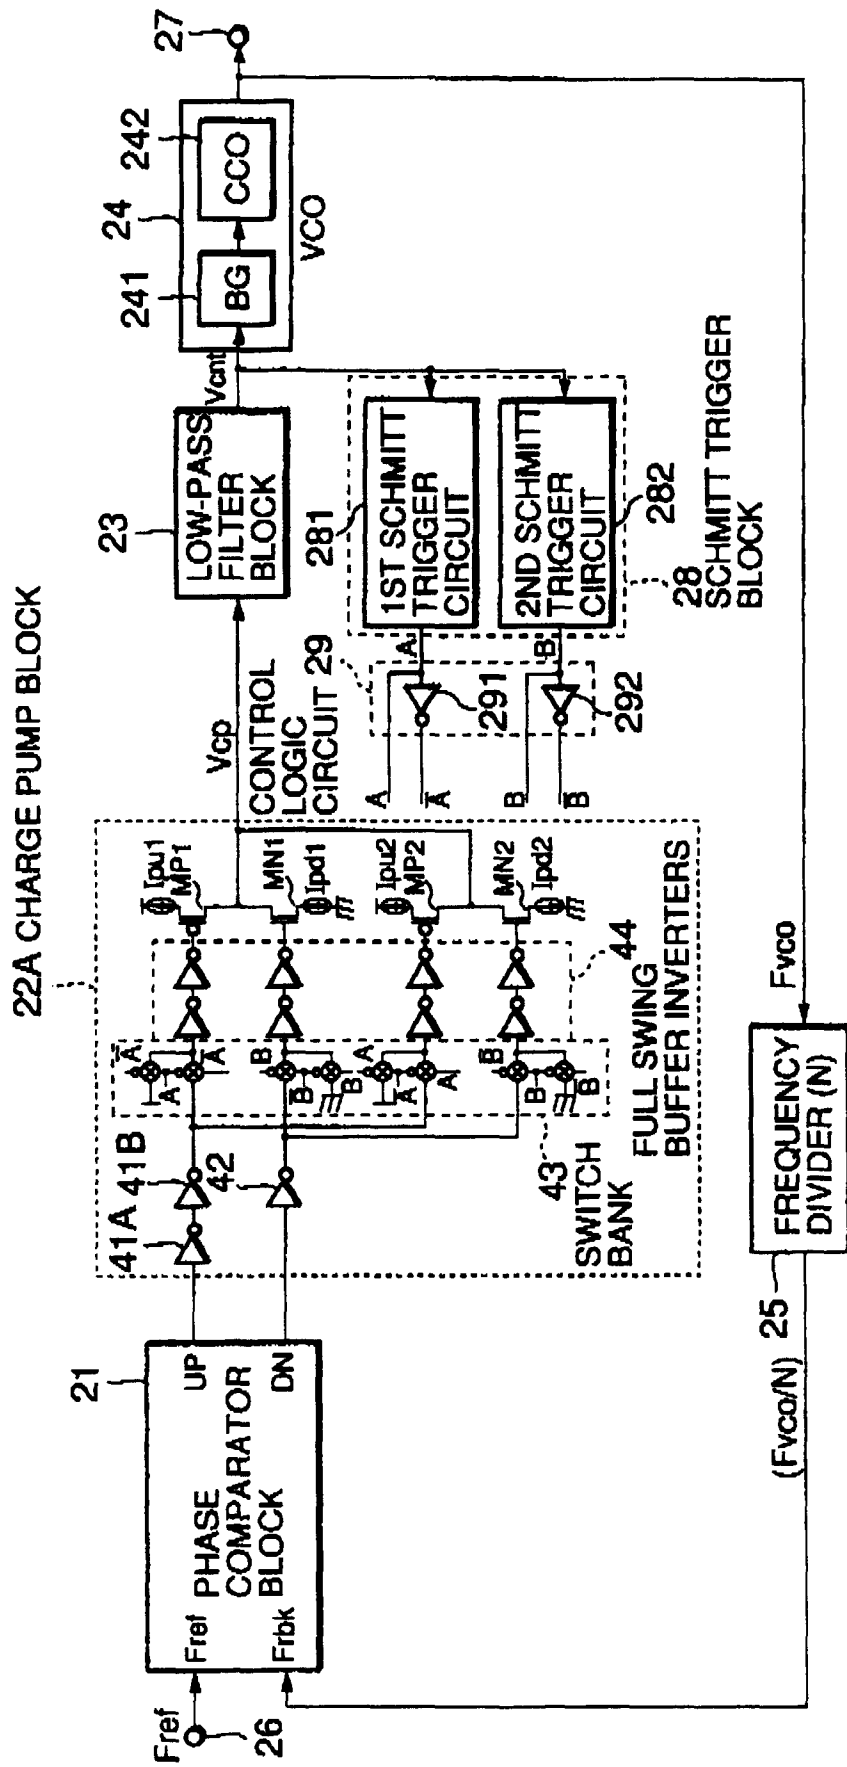 22A CHARGE PUMP BLOCK
Fref
26
21
Fref
PHASE
COMPARATOR
BLOCK
Frbk
UP
DN
41A
41B
42
43
SWITCH
BANK
A̅
A
A̅
B
B̅
B
A
A̅
A
B̅
B
B̅
44
FULL SWING
BUFFER INVERTERS
Ipu1
MP1
MN1
Ipd1
Ipu2
MP2
MN2
Ipd2
Vcp
23
LOW-PASS
FILTER
BLOCK
Vcnt
24
241
BG
242
CCO
VCO
27
CONTROL
LOGIC
CIRCUIT 29
A
A̅
B
B̅
A
291
B
292
281
1ST SCHMITT
TRIGGER
CIRCUIT
2ND SCHMITT
TRIGGER
CIRCUIT
282
28
SCHMITT TRIGGER
BLOCK
Fvco
FREQUENCY
DIVIDER (N)
25
(Fvco/N)